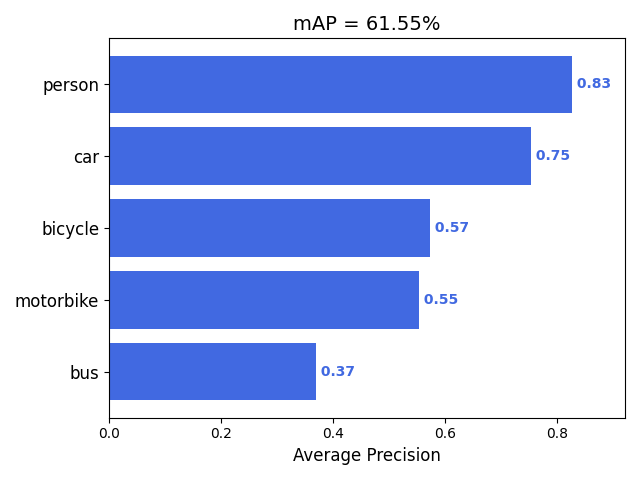 mAP = 61.55%
person
0.83
car
0.75
bicycle
0.57
motorbike
0.55
bus
0.37
0.0 0.2 0.4 0.6 0.8
Average Precision